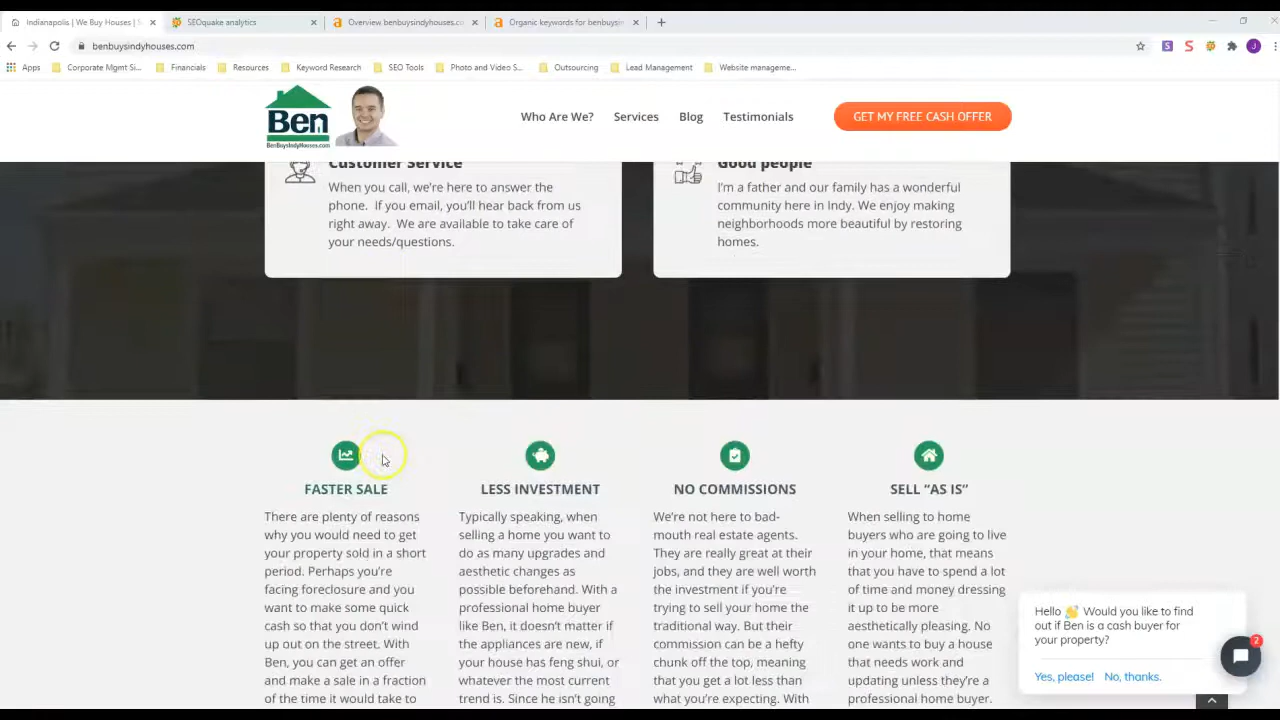 Indianapolis | We Buy Houses | S
SEOquake analytics
Overview benbuysindyhouses.co
Organic keywords for benbuysin
benbuysindyhouses.com
Apps
Corporate Mgmt Si...
Financials
Resources
Keyword Research
SEO Tools
Photo and Video S...
Outsourcing
Lead Management
Website manageme...
Ben
BenBuysIndyHouses.com
Who Are We?
Services
Blog
Testimonials
GET MY FREE CASH OFFER
Customer Service
When you call, we're here to answer the
phone. If you email, you'll hear back from us
right away. We are available to take care of
your needs/questions.
Good people
I'm a father and our family has a wonderful
community here in Indy. We enjoy making
neighborhoods more beautiful by restoring
homes.
FASTER SALE
There are plenty of reasons
why you would need to get
your property sold in a short
period. Perhaps you're
facing foreclosure and you
want to make some quick
cash so that you don't wind
up out on the street. With
Ben, you can get an offer
and make a sale in a fraction
of the time it would take to
LESS INVESTMENT
Typically speaking, when
selling a home you want to
do as many upgrades and
aesthetic changes as
possible beforehand. With a
professional home buyer
like Ben, it doesn't matter if
the appliances are new, if
your house has feng shui, or
whatever the most current
trend is. Since he isn't going
NO COMMISSIONS
We're not here to bad-
mouth real estate agents.
They are really great at their
jobs, and they are well worth
the investment if you're
trying to sell your home the
traditional way. But their
commission can be a hefty
chunk off the top, meaning
that you get a lot less than
what you're expecting. With
SELL "AS IS"
When selling to home
buyers who are going to live
in your home, that means
that you have to spend a lot
of time and money dressing
it up to be more
aesthetically pleasing. No
one wants to buy a house
that needs work and
updating unless they're a
professional home buyer.
Hello 👋 Would you like to find
out if Ben is a cash buyer for
your property?
Yes, please!
No, thanks.
2
J